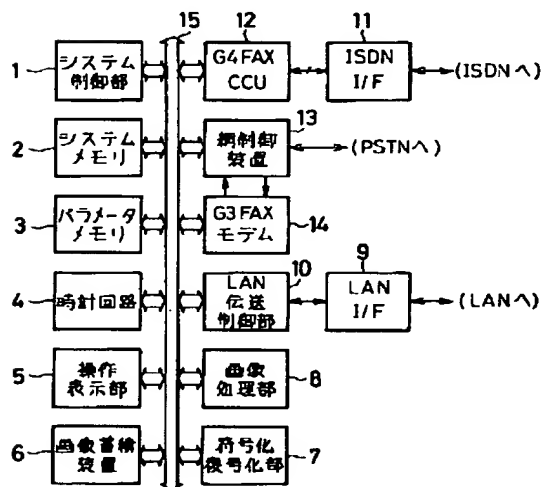 15
12
11
1
システム
制御部
G4FAX
CCU
ISDN
I/F
(ISDNへ)
13
2
システム
メモリ
網制御
装置
(PSTNへ)
3
パラメータ
メモリ
G3FAX
モデム
14
10
9
4
時計回路
LAN
伝送
制御部
LAN
I/F
(LANへ)
5
操作
表示部
画像
処理部
8
6
画像蓄積
装置
符号化
復号化部
7